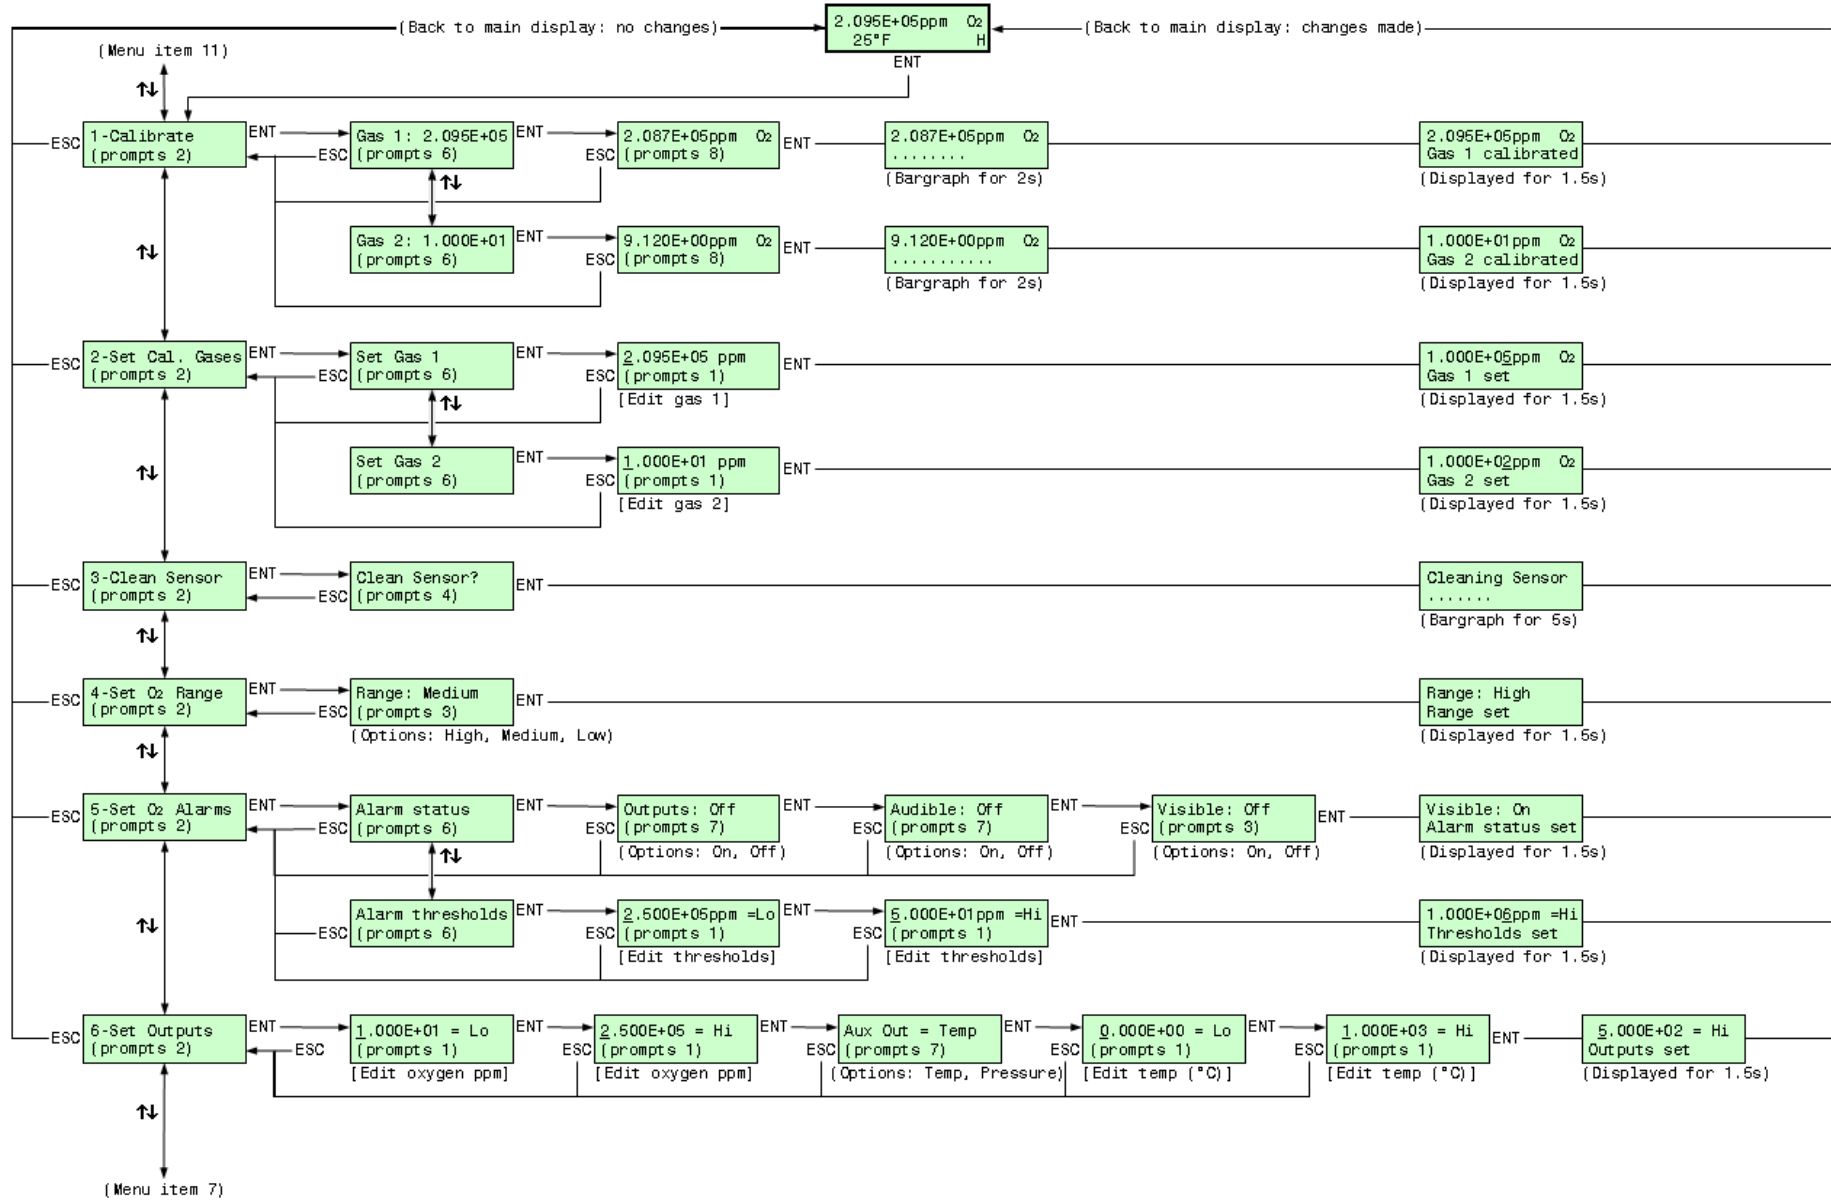 (Back to main display: no changes)
2.095E+05ppm O₂
25°F H
(Back to main display: changes made)
ENT
(Menu item 11)
↑↓
ESC
1-Calibrate
(prompts 2)
ENT
ESC
Gas 1: 2.095E+05
(prompts 6)
ENT
ESC
2.087E+05ppm O₂
(prompts 8)
ENT
2.087E+05ppm O₂
........
(Bargraph for 2s)
2.095E+05ppm O₂
Gas 1 calibrated
(Displayed for 1.5s)
↑↓
↑↓
Gas 2: 1.000E+01
(prompts 6)
ENT
ESC
9.120E+00ppm O₂
(prompts 8)
ENT
9.120E+00ppm O₂
...........
(Bargraph for 2s)
1.000E+01ppm O₂
Gas 2 calibrated
(Displayed for 1.5s)
ESC
2-Set Cal. Gases
(prompts 2)
ENT
ESC
Set Gas 1
(prompts 6)
ENT
ESC
2.095E+05 ppm
(prompts 1)
[Edit gas 1]
ENT
1.000E+05ppm O₂
Gas 1 set
(Displayed for 1.5s)
↑↓
↑↓
Set Gas 2
(prompts 6)
ENT
ESC
1.000E+01 ppm
(prompts 1)
[Edit gas 2]
ENT
1.000E+02ppm O₂
Gas 2 set
(Displayed for 1.5s)
ESC
3-Clean Sensor
(prompts 2)
ENT
ESC
Clean Sensor?
(prompts 4)
ENT
Cleaning Sensor
.......
(Bargraph for 5s)
↑↓
ESC
4-Set O₂ Range
(prompts 2)
ENT
ESC
Range: Medium
(prompts 3)
(Options: High, Medium, Low)
ENT
Range: High
Range set
(Displayed for 1.5s)
↑↓
ESC
5-Set O₂ Alarms
(prompts 2)
ENT
ESC
Alarm status
(prompts 6)
ENT
ESC
Outputs: Off
(prompts 7)
(Options: On, Off)
ENT
ESC
Audible: Off
(prompts 7)
(Options: On, Off)
ENT
ESC
Visible: Off
(prompts 3)
(Options: On, Off)
ENT
Visible: On
Alarm status set
(Displayed for 1.5s)
↑↓
↑↓
ESC
Alarm thresholds
(prompts 6)
ENT
ESC
2.500E+05ppm =Lo
(prompts 1)
[Edit thresholds]
ENT
ESC
5.000E+01ppm =Hi
(prompts 1)
[Edit thresholds]
ENT
1.000E+06ppm =Hi
Thresholds set
(Displayed for 1.5s)
ESC
6-Set Outputs
(prompts 2)
ENT
ESC
1.000E+01 = Lo
(prompts 1)
[Edit oxygen ppm]
ENT
ESC
2.500E+05 = Hi
(prompts 1)
[Edit oxygen ppm]
ENT
ESC
Aux Out = Temp
(prompts 7)
(Options: Temp, Pressure)
ENT
ESC
0.000E+00 = Lo
(prompts 1)
[Edit temp (°C)]
ENT
ESC
1.000E+03 = Hi
(prompts 1)
[Edit temp (°C)]
ENT
5.000E+02 = Hi
Outputs set
(Displayed for 1.5s)
↑↓
(Menu item 7)